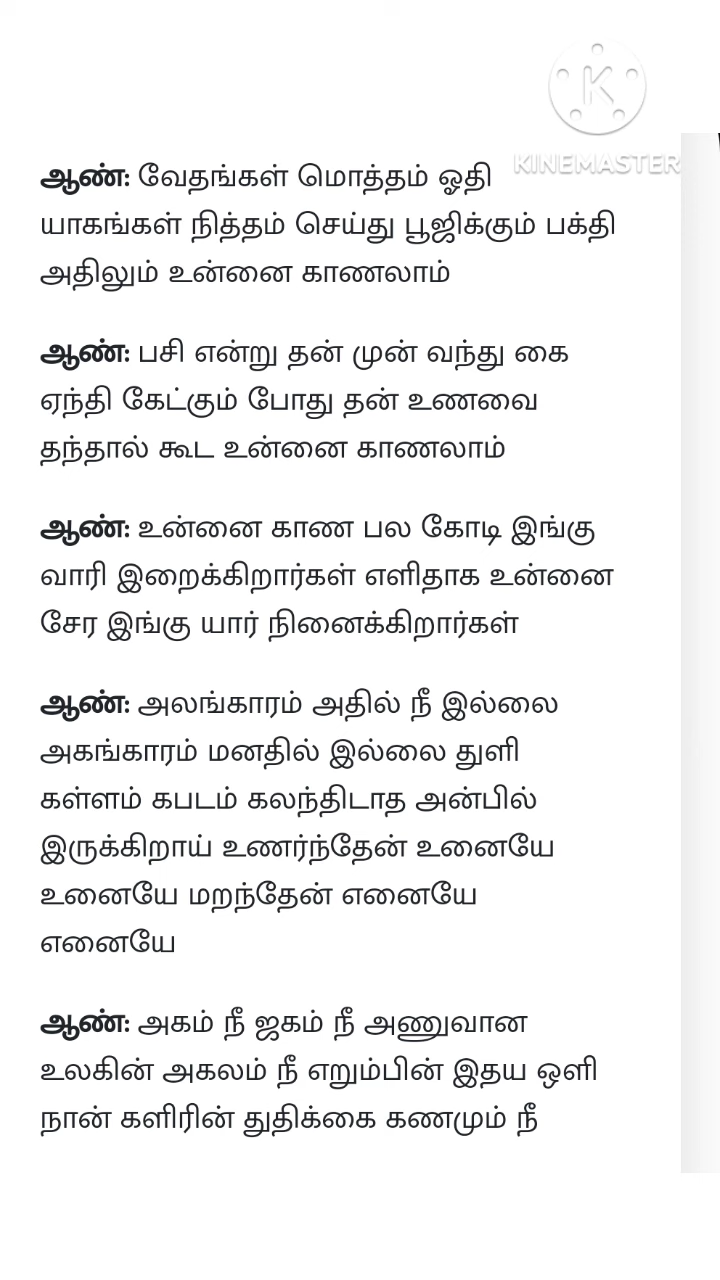 KINEMASTER
ஆண்: வேதங்கள் மொத்தம் ஓதி
யாகங்கள் நித்தம் செய்து பூஜிக்கும் பக்தி
அதிலும் உன்னை காணலாம்
ஆண்: பசி என்று தன் முன் வந்து கை
ஏந்தி கேட்கும் போது தன் உணவை
தந்தால் கூட உன்னை காணலாம்
ஆண்: உன்னை காண பல கோடி இங்கு
வாரி இறைக்கிறார்கள் எளிதாக உன்னை
சேர இங்கு யார் நினைக்கிறார்கள்
ஆண்: அலங்காரம் அதில் நீ இல்லை
அகங்காரம் மனதில் இல்லை துளி
கள்ளம் கபடம் கலந்திடாத அன்பில்
இருக்கிறாய் உணர்ந்தேன் உனையே
உனையே மறந்தேன் எனையே
எனையே
ஆண்: அகம் நீ ஜகம் நீ அணுவான
உலகின் அகலம் நீ எறும்பின் இதய ஒளி
நான் களிரின் துதிக்கை கணமும் நீ